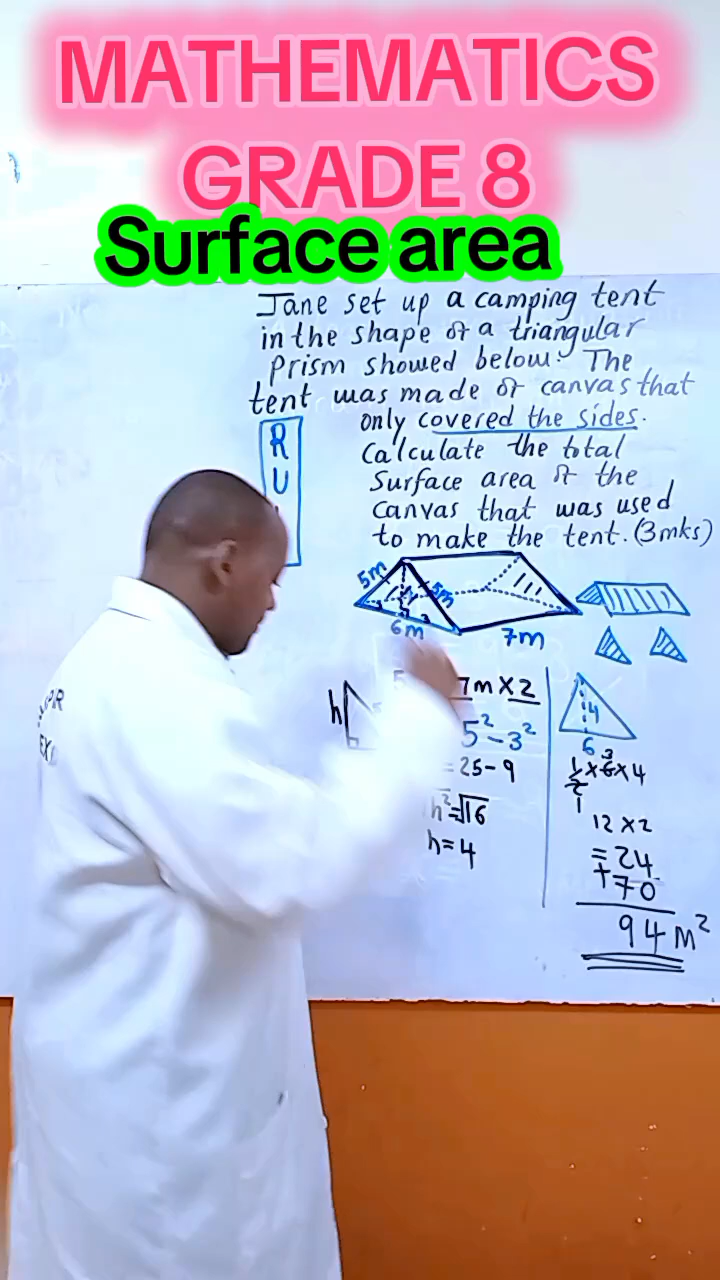 MATHEMATICS
GRADE 8
Surface area
Jane set up a camping tent
in the shape of a triangular
Prism showed below. The
tent was made of canvas that
only covered the sides.
Calculate the total
Surface area of the
Canvas that was used
to make the tent. (3mks)
R
U
5m
5m
6m
7m
h
7m × 2
5² - 3²
= 25 - 9
h² = √16
h = 4
4
6
½ × 6 × 4
3
1
12 × 2
= 24
+ 70
94 m²